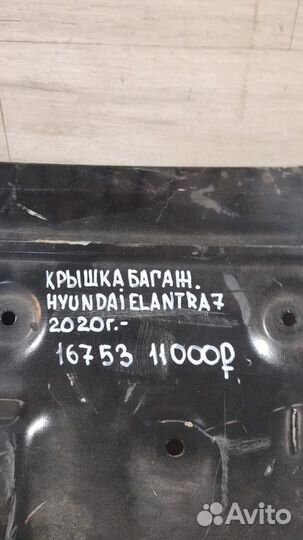 КРЫШКА БАГАЖ.
HYUNDAI ELANTRA 7
2020г.-
16753 11000₽
Avito